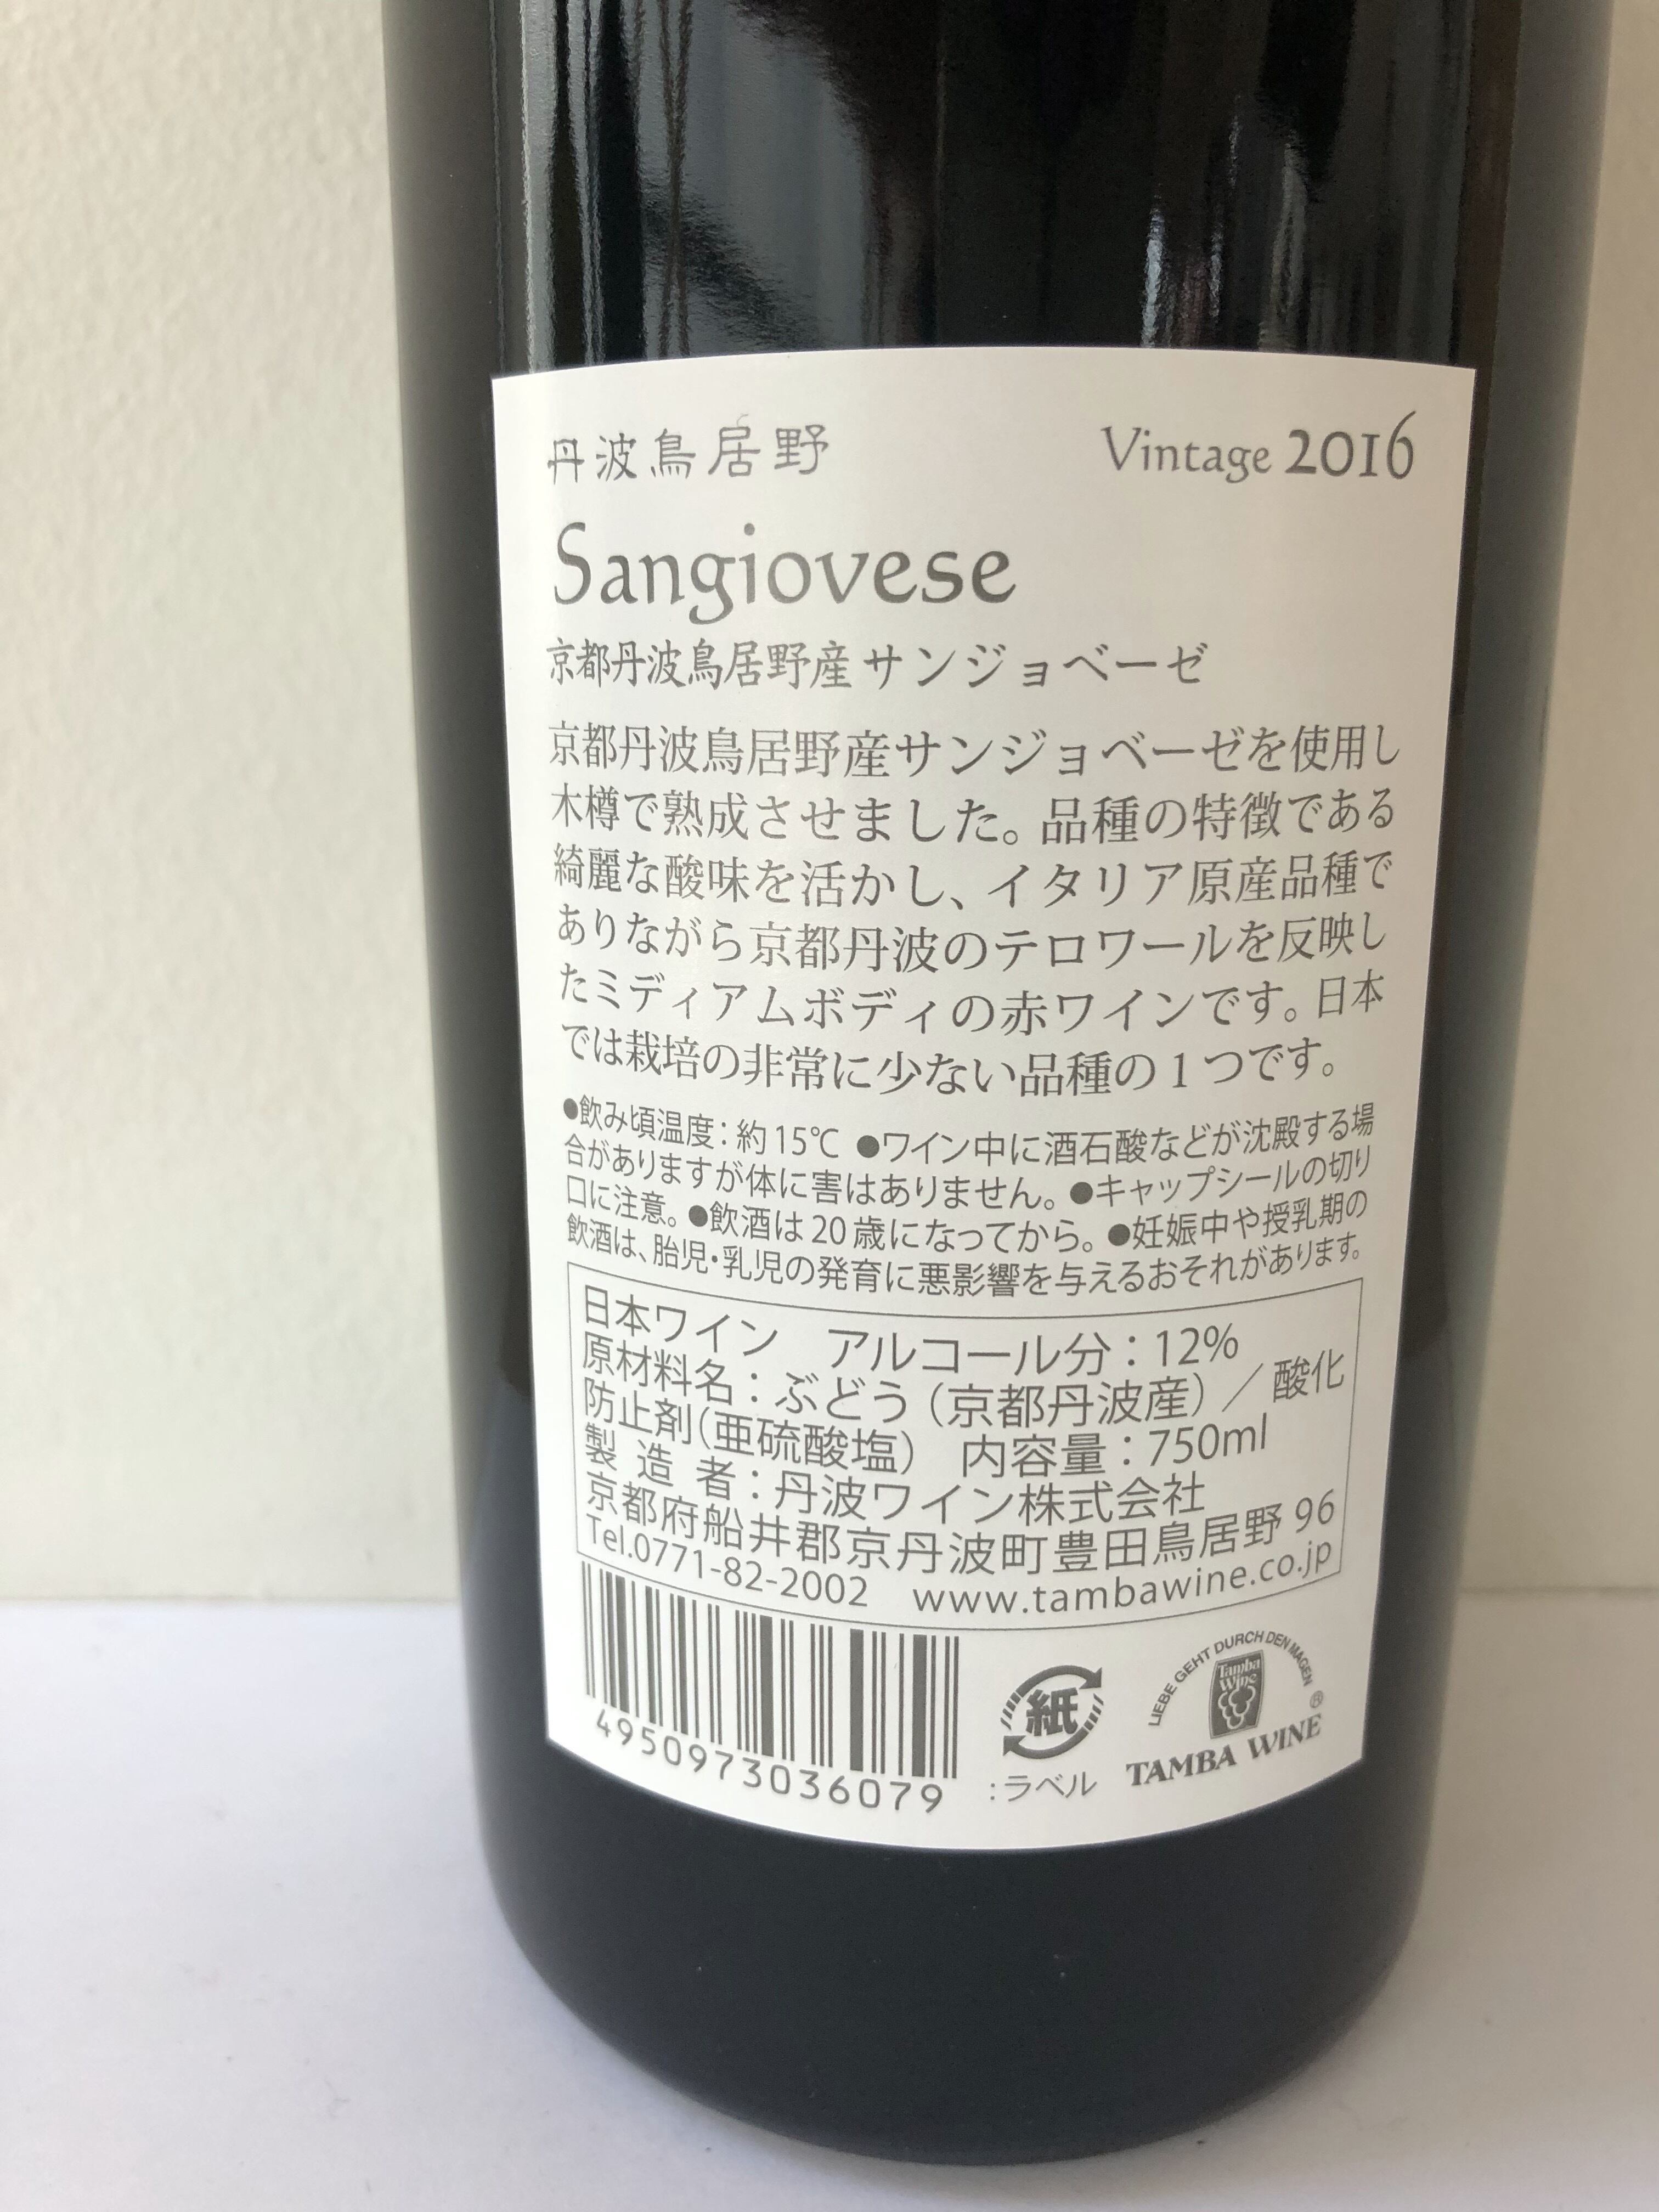 丹波鳥居野 Vintage 2016
Sangiovese
京都丹波鳥居野産サンジョベーゼ
京都丹波鳥居野産サンジョベーゼを使用し
木樽で熟成させました。品種の特徴である
綺麗な酸味を活かし、イタリア原産品種で
ありながら京都丹波のテロワールを反映し
たミディアムボディの赤ワインです。日本
では栽培の非常に少ない品種の1つです。
●飲み頃温度：約15℃ ●ワイン中に酒石酸などが沈殿する場
合がありますが体に害はありません。●キャップシールの切り
口に注意。●飲酒は20歳になってから。●妊娠中や授乳期の
飲酒は、胎児・乳児の発育に悪影響を与えるおそれがあります。
日本ワイン アルコール分：12%
原材料名：ぶどう（京都丹波産）／酸化
防止剤（亜硫酸塩） 内容量：750ml
製造者：丹波ワイン株式会社
京都府船井郡京丹波町豊田鳥居野96
Tel.0771-82-2002 www.tambawine.co.jp
4950973036079
紙
：ラベル
LIEBE GEHT DURCH DEN MAGEN
Tamba
Wine
®
TAMBA WINE